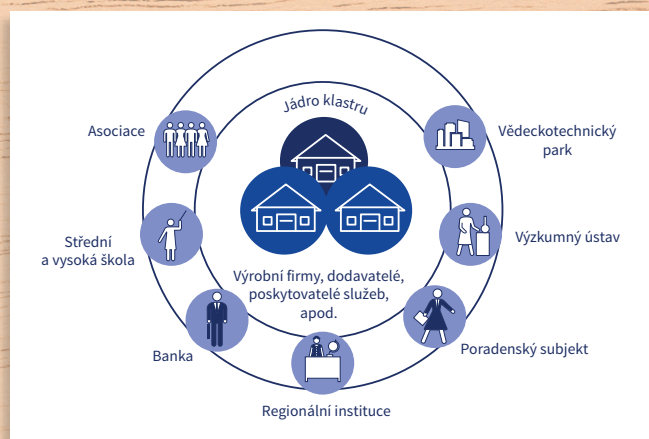 Jádro klastru
Asociace
Vědeckotechnický
park
Střední
a vysoká škola
Výzkumný ústav
Výrobní firmy, dodavatelé,
poskytovatelé služeb,
apod.
Banka
Poradenský subjekt
Regionální instituce